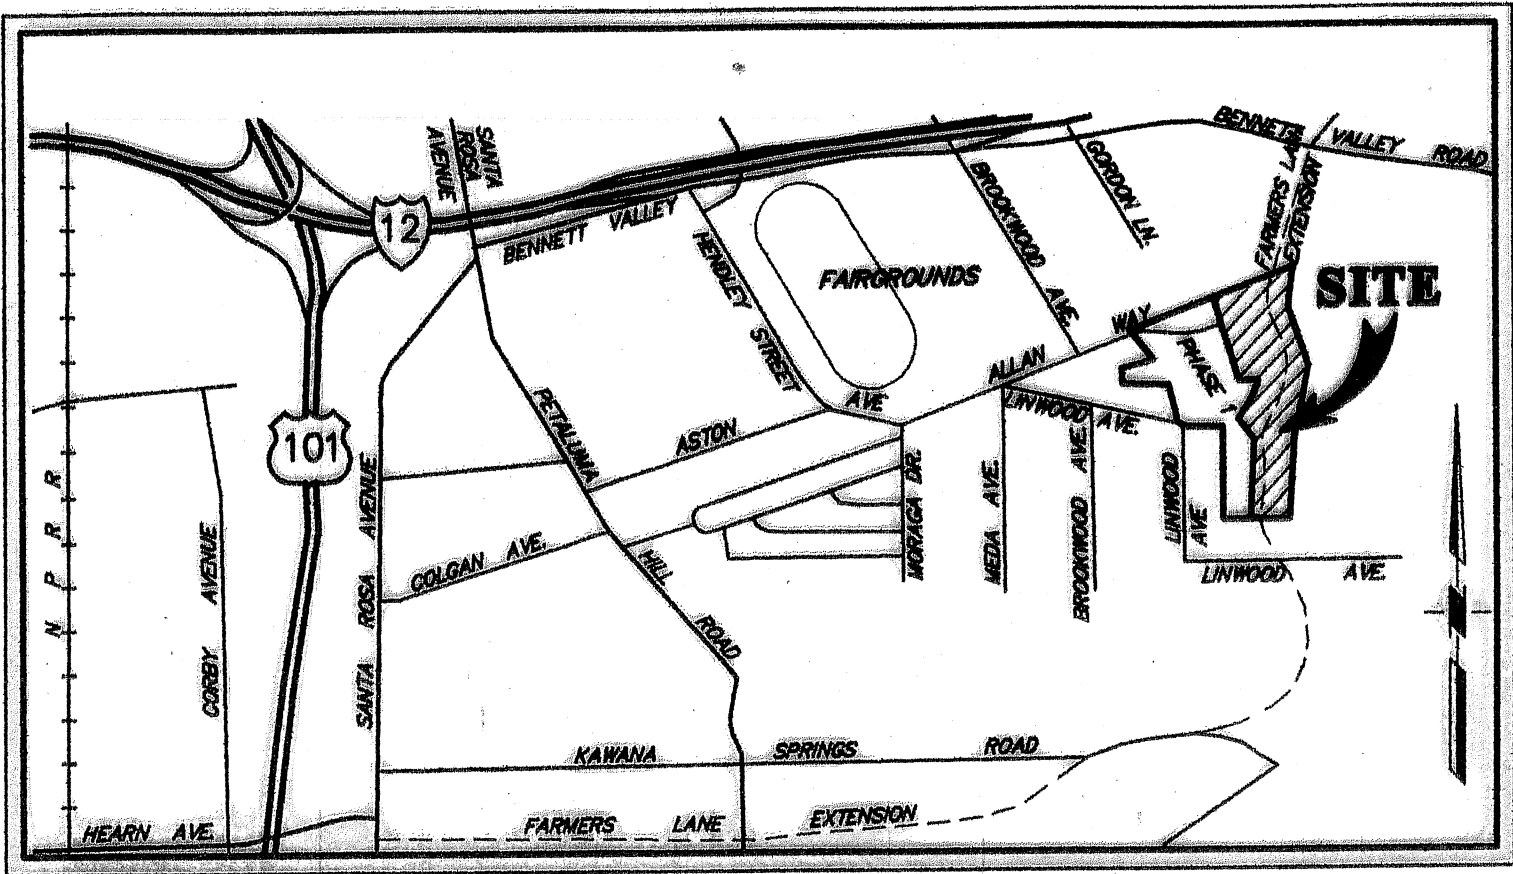 BENNETT VALLEY ROAD
SANTA ROSA AVENUE
FARMERS LANE EXTENSION
GORDON LN.
BROOKWOOD AVE.
12
BENNETT VALLEY
HENDLEY STREET
FAIRGROUNDS
SITE
ALLAN WAY
PHASE 1
PETALUMA HILL ROAD
ASTON AVE
LINWOOD AVE.
101
N P R R R
CORBY AVENUE
SANTA ROSA AVENUE
COLGAN AVE.
MORAGA DR.
MEDA AVE.
BROOKWOOD AVE.
LINWOOD AVE
LINWOOD AVE.
KAWANA SPRINGS ROAD
FARMERS LANE EXTENSION
HEARN AVE.